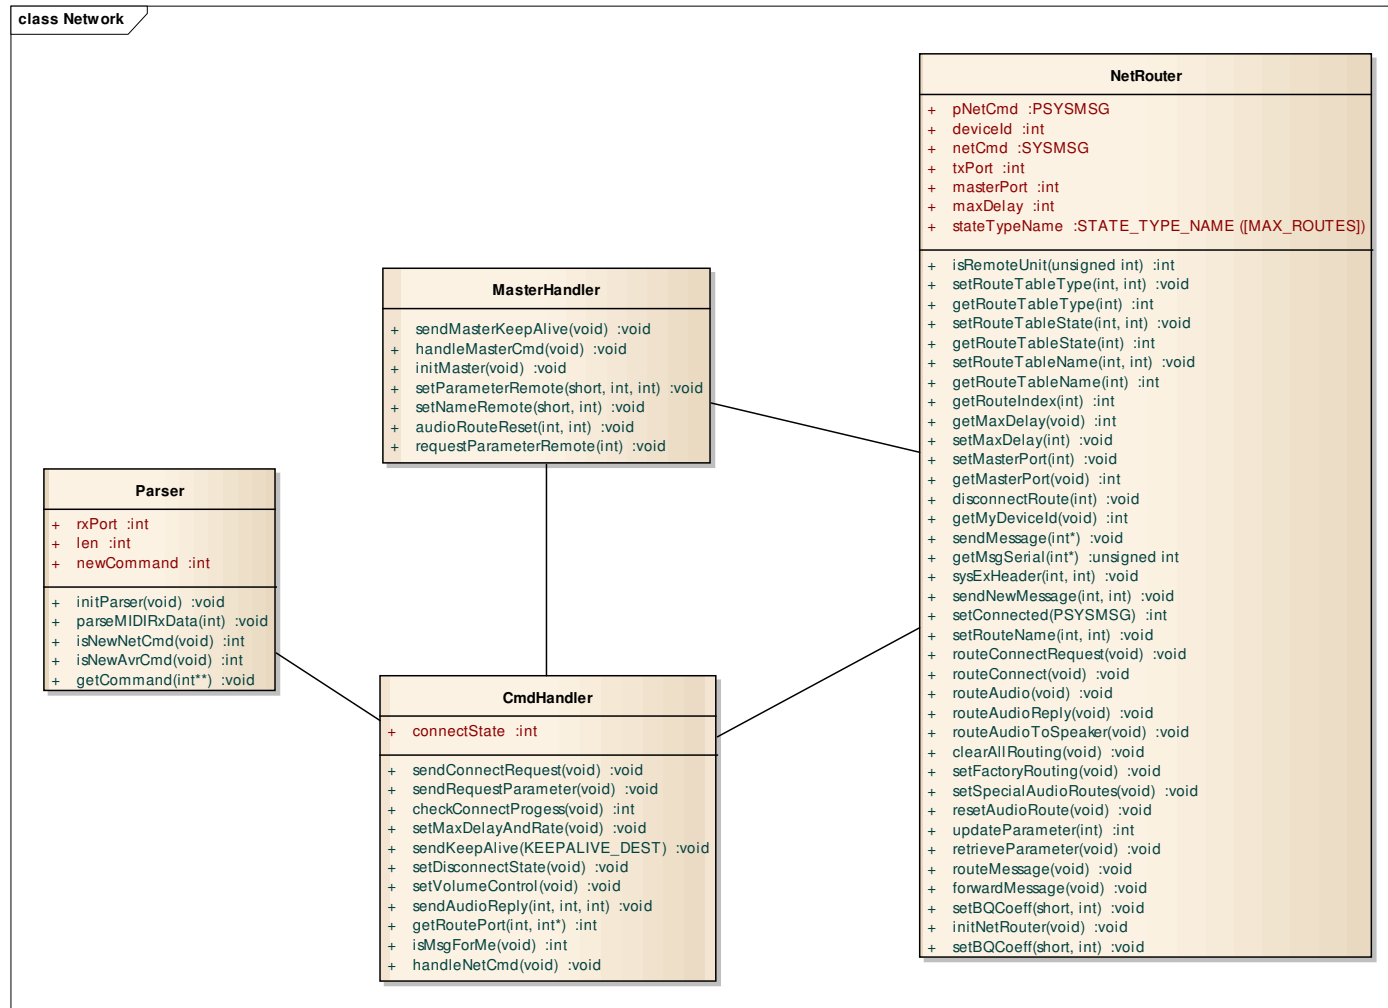 class Network
NetRouter
+ pNetCmd :PSYSMSG
+ deviceId :int
+ netCmd :SYSMSG
+ txPort :int
+ masterPort :int
+ maxDelay :int
+ stateTypeName :STATE_TYPE_NAME ([MAX_ROUTES])
+ isRemoteUnit(unsigned int) :int
+ setRouteTableType(int, int) :void
+ getRouteTableType(int) :int
+ setRouteTableState(int, int) :void
+ getRouteTableState(int) :int
+ setRouteTableName(int, int) :void
+ getRouteTableName(int) :int
+ getRouteIndex(int) :int
+ getMaxDelay(void) :int
+ setMaxDelay(int) :void
+ setMasterPort(int) :void
+ getMasterPort(void) :int
+ disconnectRoute(int) :void
+ getMyDeviceId(void) :int
+ sendMessage(int*) :void
+ getMsgSerial(int*) :unsigned int
+ sysExHeader(int, int) :void
+ sendNewMessage(int, int) :void
+ setConnected(PSYSMSG) :int
+ setRouteName(int, int) :void
+ routeConnectRequest(void) :void
+ routeConnect(void) :void
+ routeAudio(void) :void
+ routeAudioReply(void) :void
+ routeAudioToSpeaker(void) :void
+ clearAllRouting(void) :void
+ setFactoryRouting(void) :void
+ setSpecialAudioRoutes(void) :void
+ resetAudioRoute(void) :void
+ updateParameter(int) :int
+ retrieveParameter(void) :void
+ routeMessage(void) :void
+ forwardMessage(void) :void
+ setBQCoeff(short, int) :void
+ initNetRouter(void) :void
+ setBQCoeff(short, int) :void
MasterHandler
+ sendMasterKeepAlive(void) :void
+ handleMasterCmd(void) :void
+ initMaster(void) :void
+ setParameterRemote(short, int, int) :void
+ setNameRemote(short, int) :void
+ audioRouteReset(int, int) :void
+ requestParameterRemote(int) :void
Parser
+ rxPort :int
+ len :int
+ newCommand :int
+ initParser(void) :void
+ parseMIDIRxData(int) :void
+ isNewNetCmd(void) :int
+ isNewAvrCmd(void) :int
+ getCommand(int**) :void
CmdHandler
+ connectState :int
+ sendConnectRequest(void) :void
+ sendRequestParameter(void) :void
+ checkConnectProgess(void) :int
+ setMaxDelayAndRate(void) :void
+ sendKeepAlive(KEEPALIVE_DEST) :void
+ setDisconnectState(void) :void
+ setVolumeControl(void) :void
+ sendAudioReply(int, int, int) :void
+ getRoutePort(int, int*) :int
+ isMsgForMe(void) :int
+ handleNetCmd(void) :void